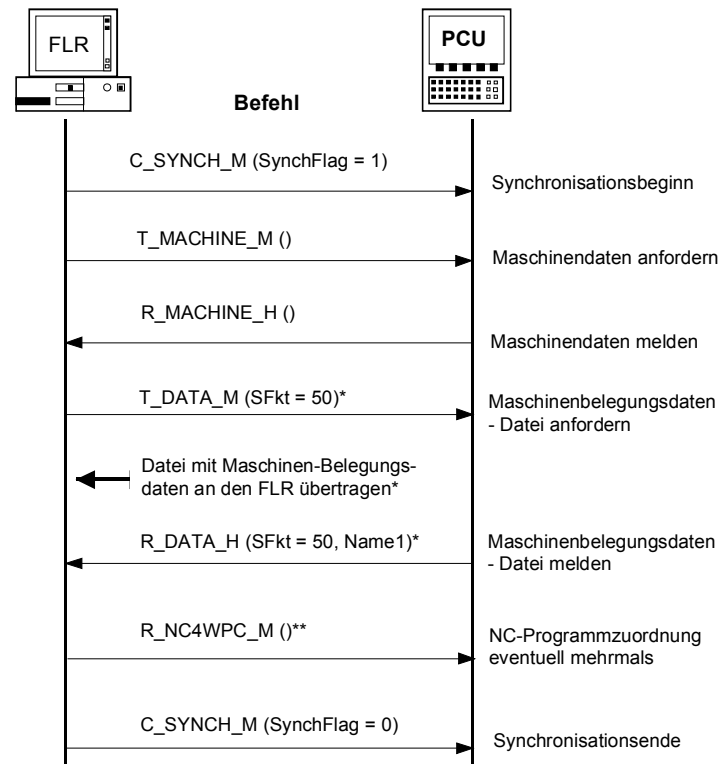 FLR
PCU
Befehl
C_SYNCH_M (SynchFlag = 1)
Synchronisationsbeginn
T_MACHINE_M ()
Maschinendaten anfordern
R_MACHINE_H ()
Maschinendaten melden
T_DATA_M (SFkt = 50)*
Maschinenbelegungsdaten
- Datei anfordern
Datei mit Maschinen-Belegungs-
daten an den FLR übertragen*
R_DATA_H (SFkt = 50, Name1)*
Maschinenbelegungsdaten
- Datei melden
R_NC4WPC_M ()**
NC-Programmzuordnung
eventuell mehrmals
C_SYNCH_M (SynchFlag = 0)
Synchronisationsende